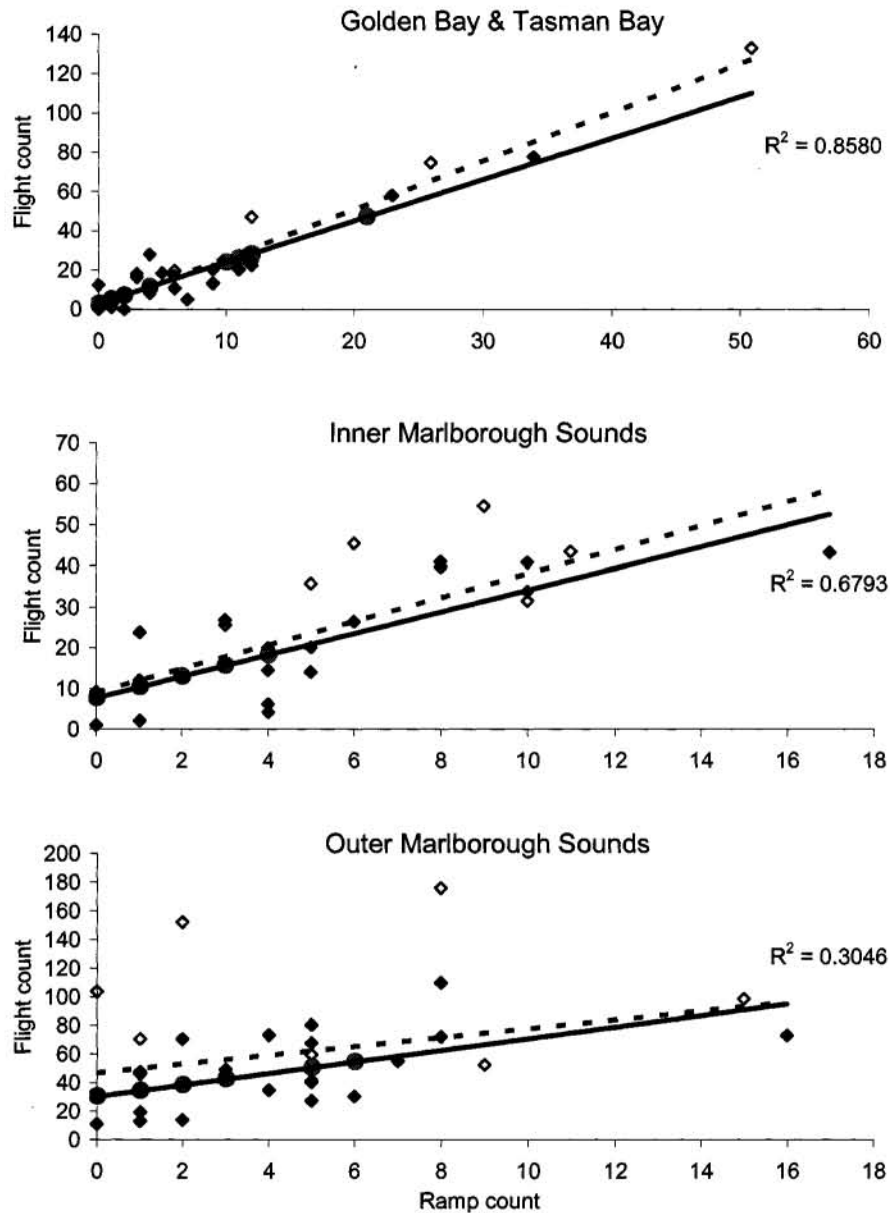 Golden Bay & Tasman Bay
140
120
100
80
60
40
20
0
Flight count
R² = 0.8580
0 10 20 30 40 50 60
Inner Marlborough Sounds
70
60
50
40
30
20
10
0
Flight count
R² = 0.6793
0 2 4 6 8 10 12 14 16 18
Outer Marlborough Sounds
200
180
160
140
120
100
80
60
40
20
0
Flight count
R² = 0.3046
0 2 4 6 8 10 12 14 16 18
Ramp count